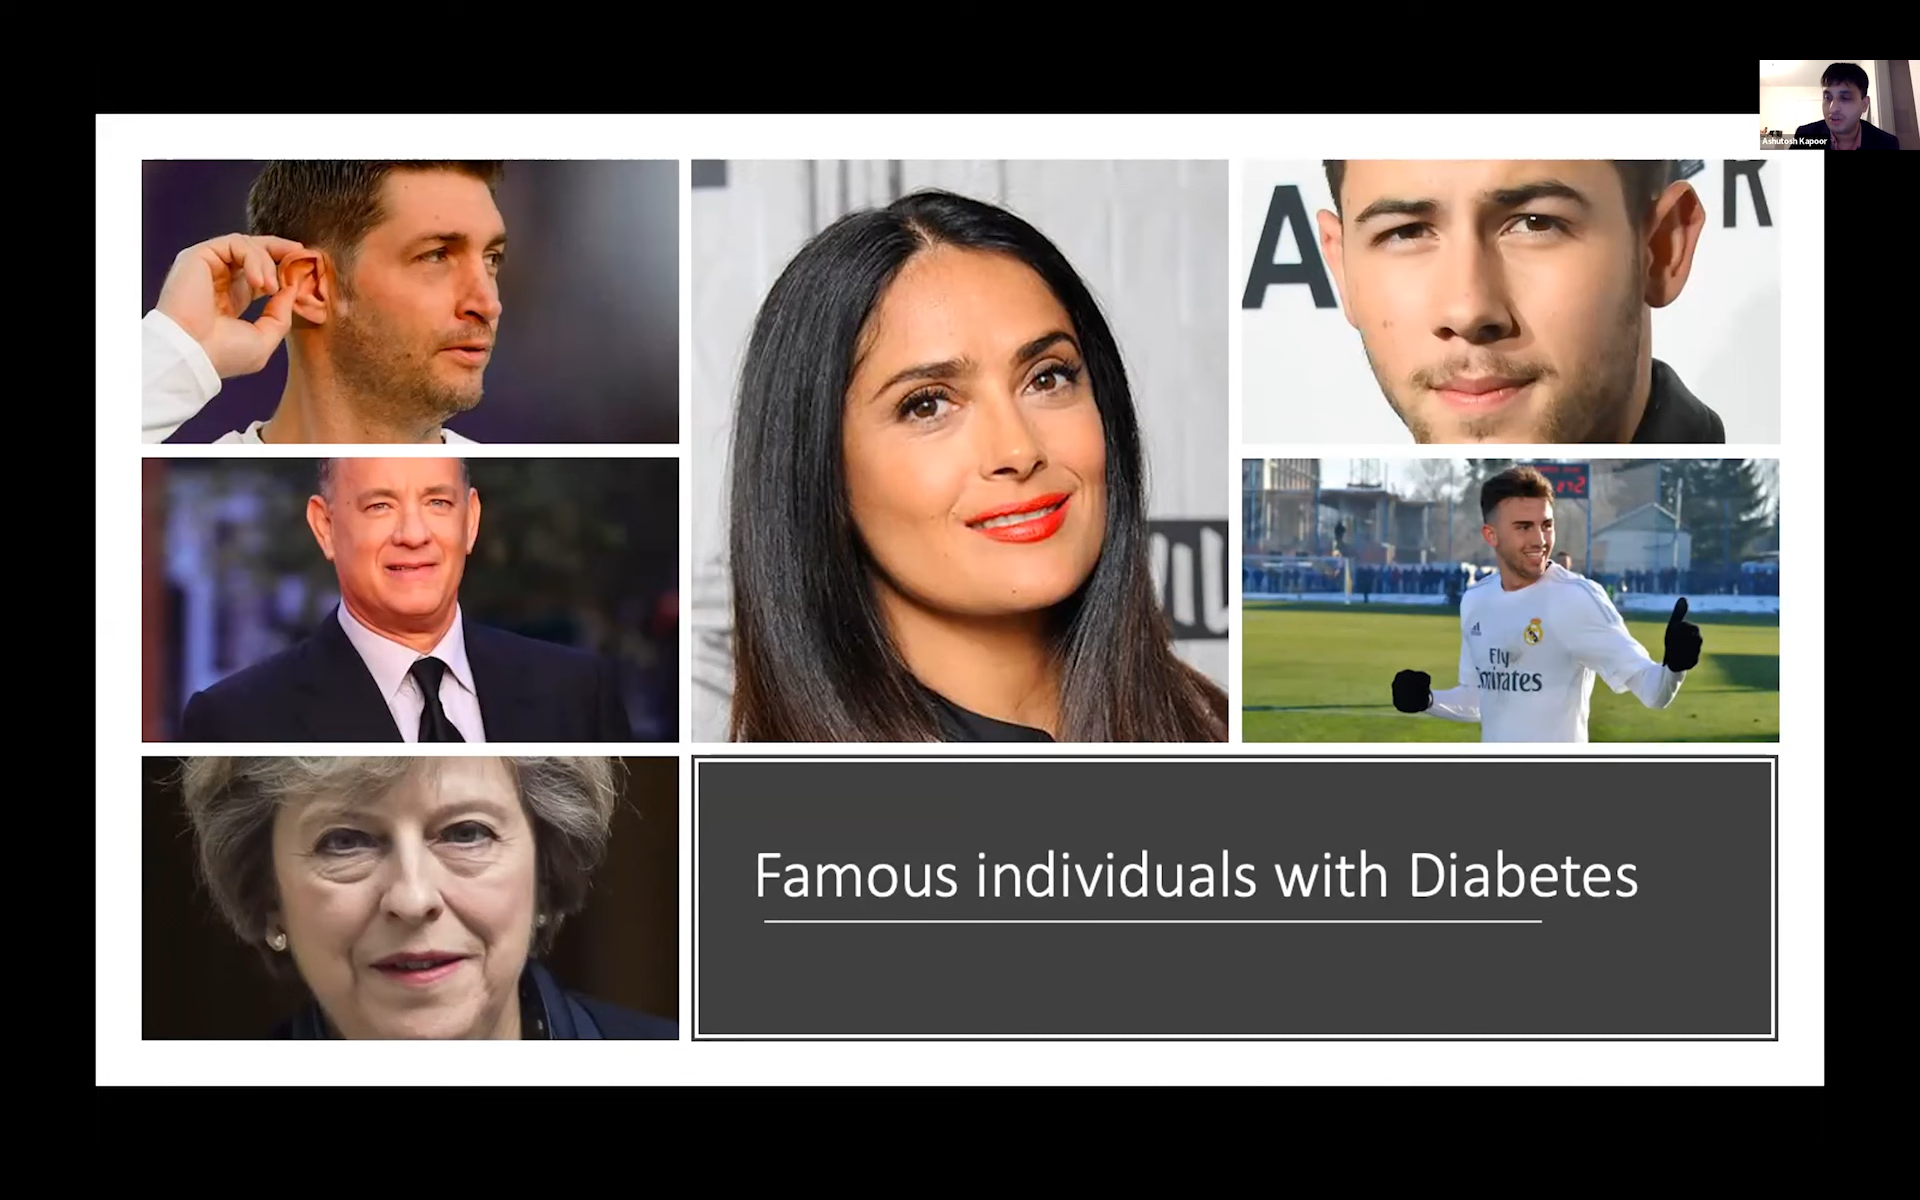 Ashutosh Kapoor
A
R
Fly
Emirates
Famous individuals with Diabetes